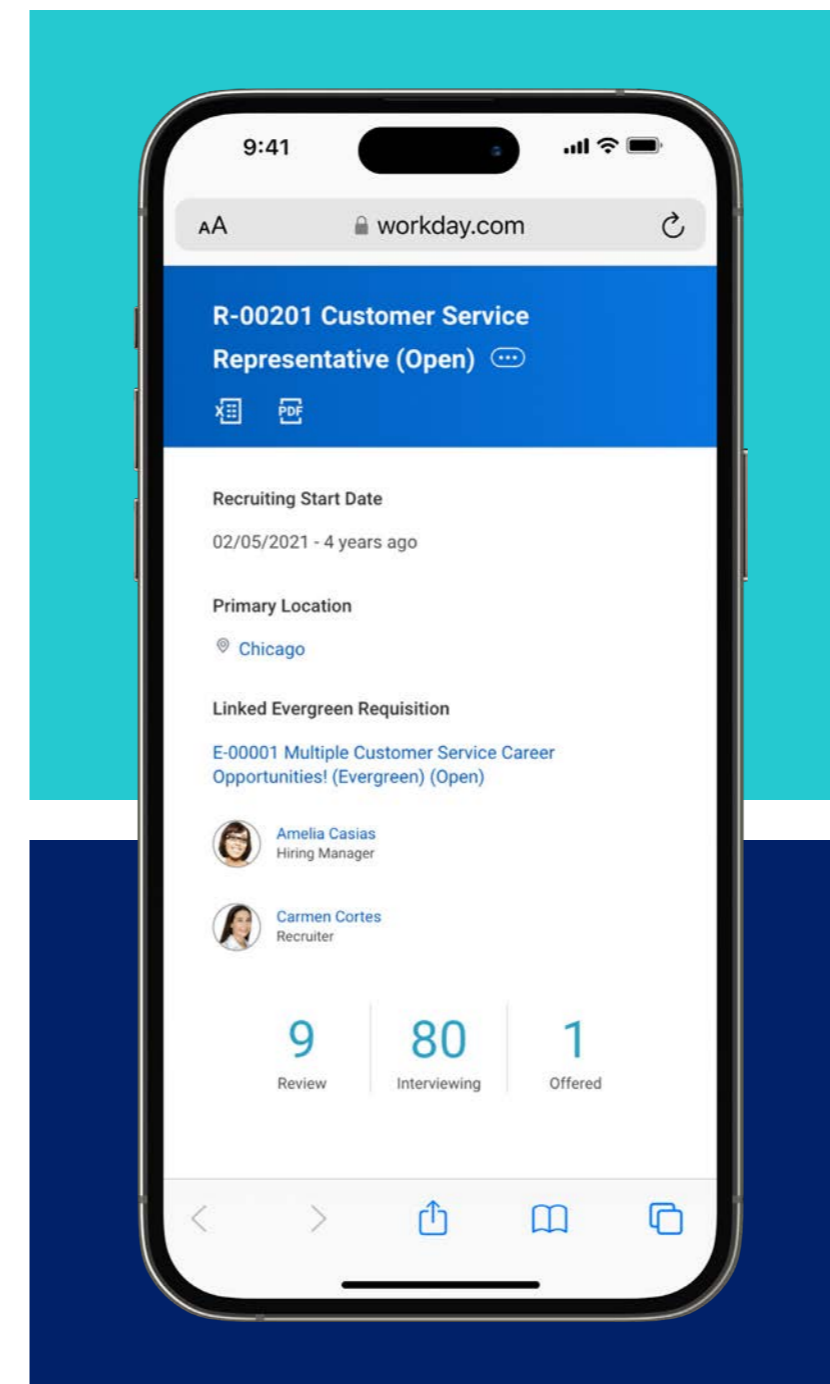 9:41
AA workday.com
R-00201 Customer Service
Representative (Open)
X PDF
Recruiting Start Date
02/05/2021 - 4 years ago
Primary Location
Chicago
Linked Evergreen Requisition
E-00001 Multiple Customer Service Career
Opportunities! (Evergreen) (Open)
Amelia Casias
Hiring Manager
Carmen Cortes
Recruiter
9 80 1
Review Interviewing Offered